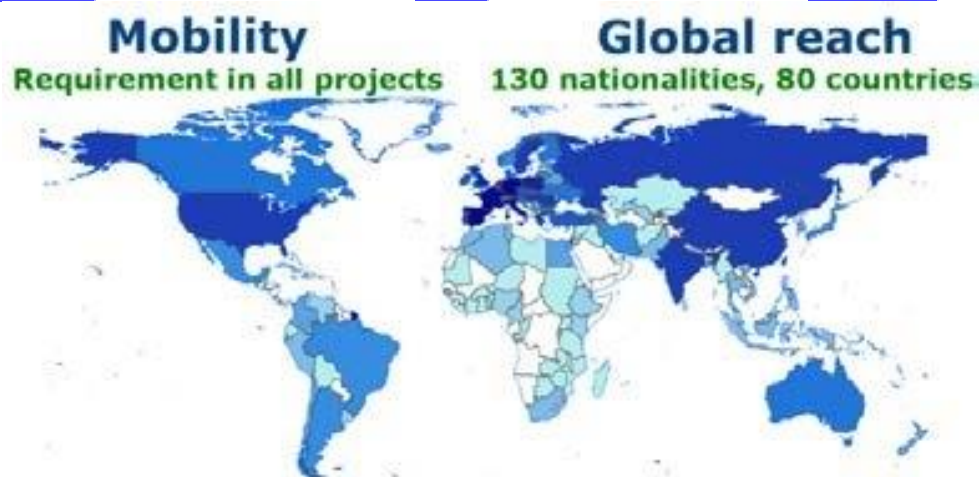 Mobility
Requirement in all projects
Global reach
130 nationalities, 80 countries